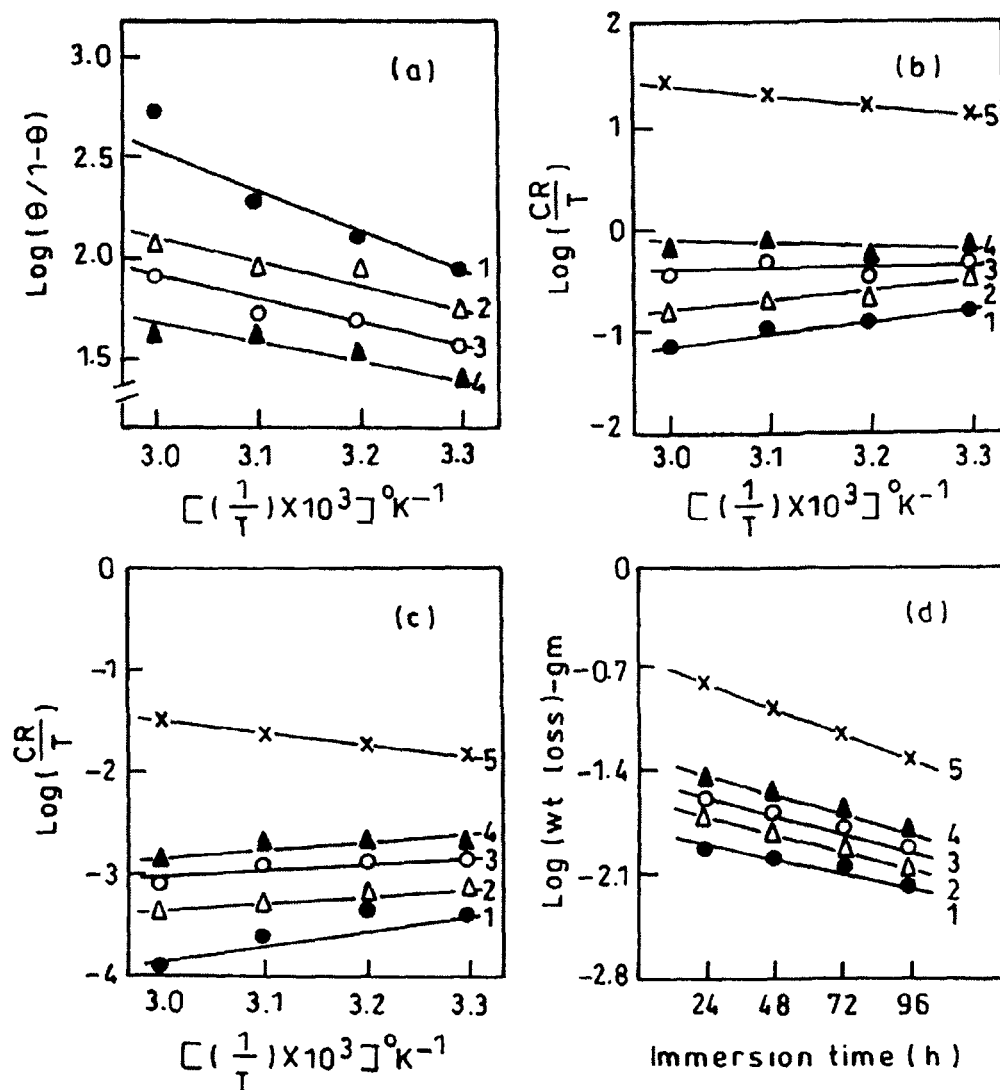 (a)
3.0
2.5
2.0
1.5
Log(θ/1-θ)
1
2
3
4
3.0 3.1 3.2 3.3
[(1/T)X10³]°K⁻¹
(b)
2
1
0
-1
-2
Log(CR/T)
5
4
3
2
1
3.0 3.1 3.2 3.3
[(1/T)X10³]°K⁻¹
(c)
0
-1
-2
-3
-4
Log(CR/T)
5
4
3
2
1
3.0 3.1 3.2 3.3
[(1/T)X10³]°K⁻¹
(d)
0
-0.7
-1.4
-2.1
-2.8
Log(wt loss)-gm
5
4
3
2
1
24 48 72 96
Immersion time(h)